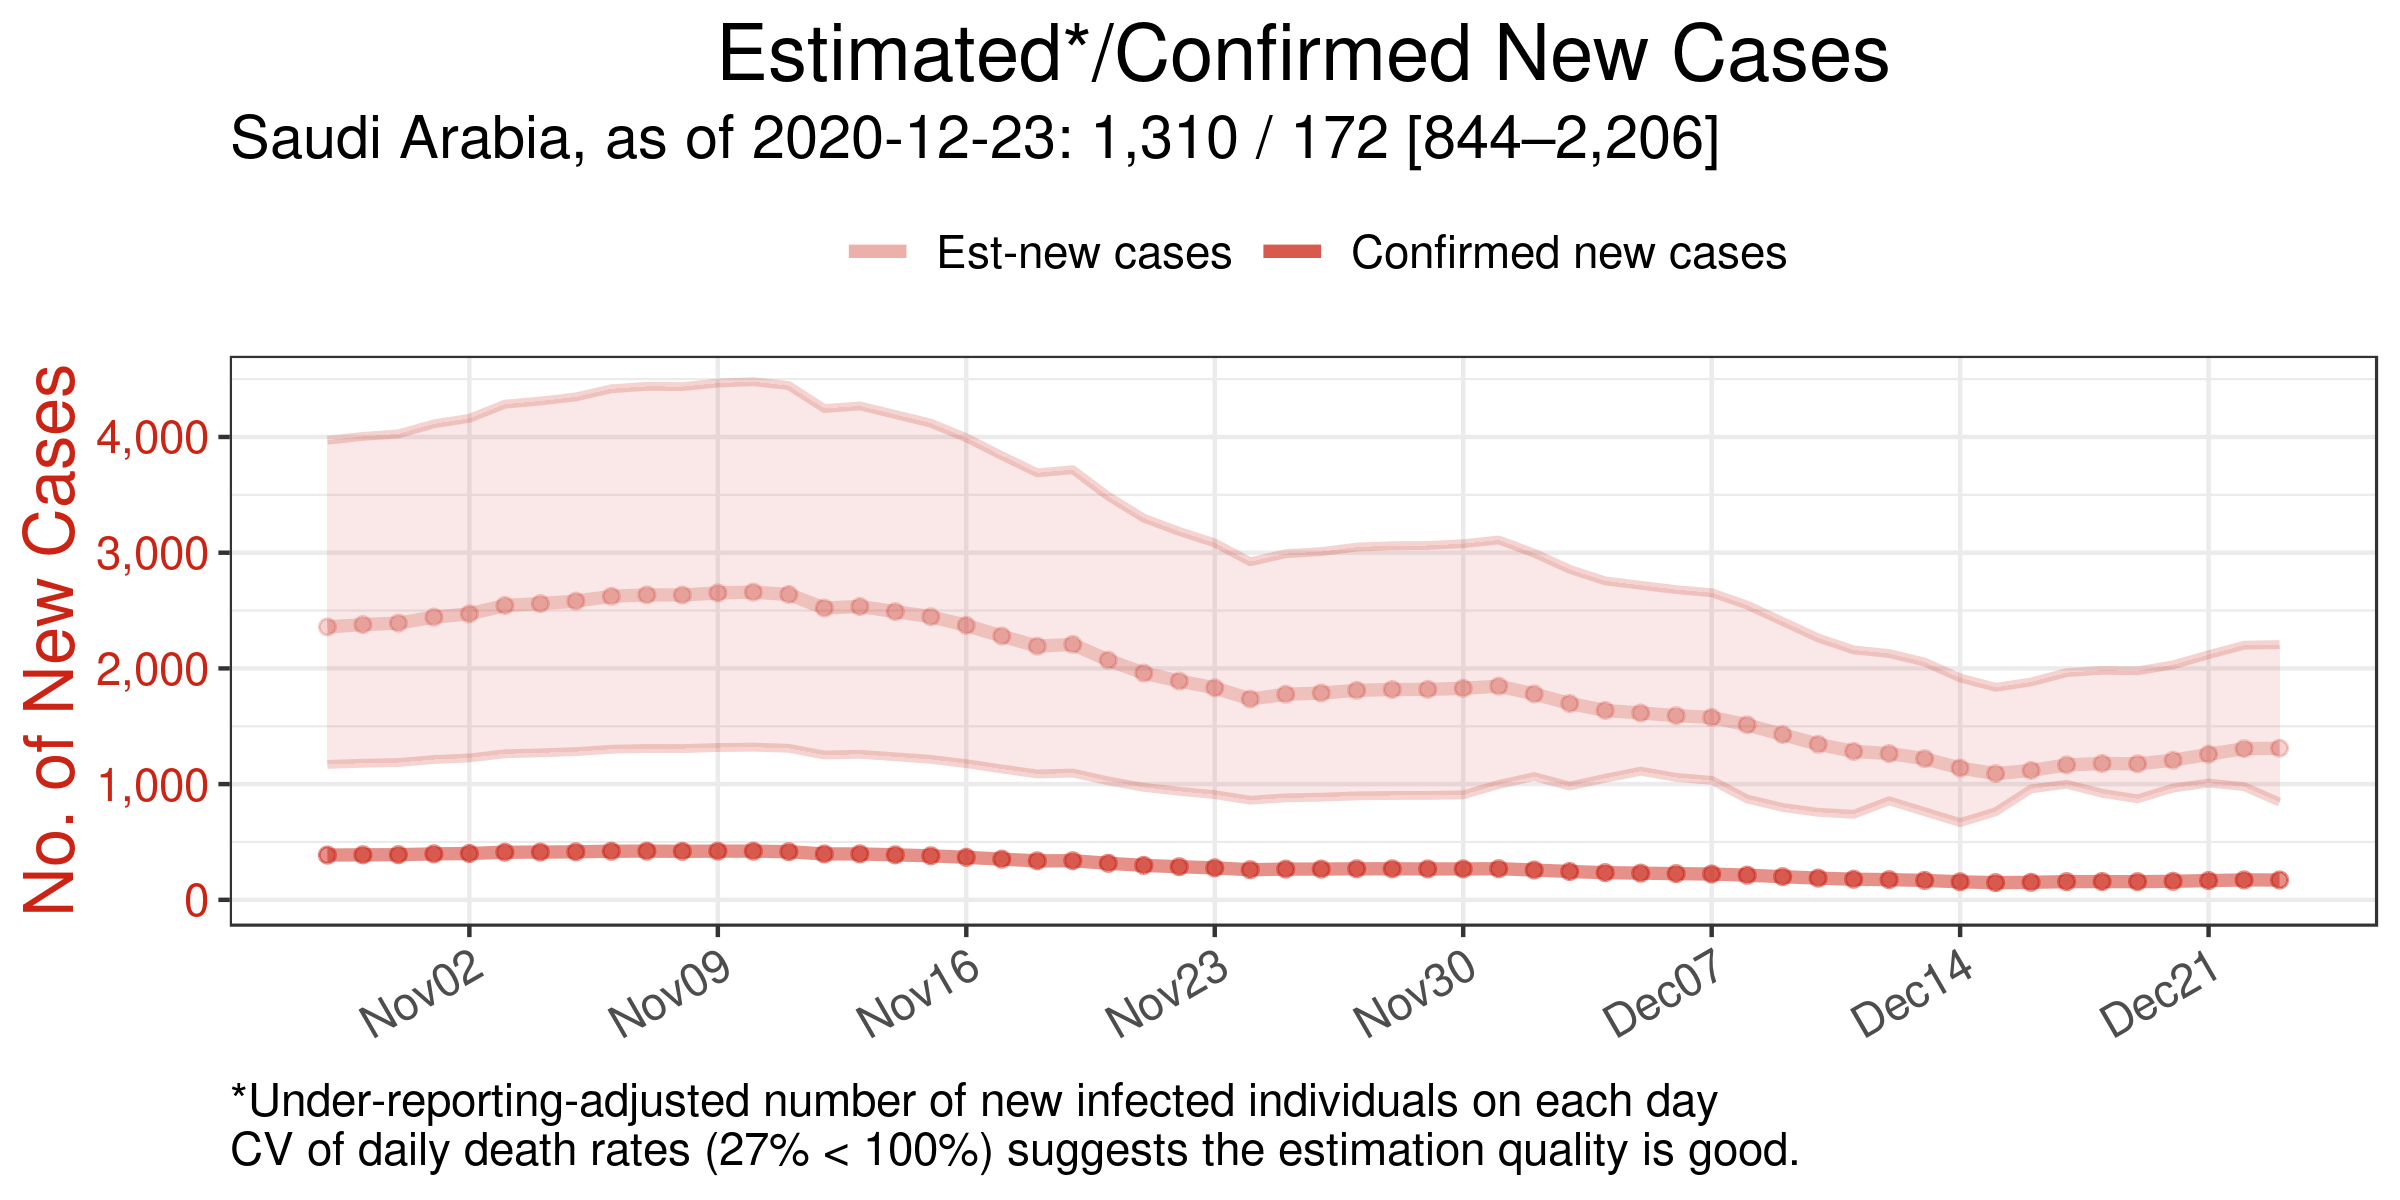 Estimated*/Confirmed New Cases
Saudi Arabia, as of 2020-12-23: 1,310 / 172 [844–2,206]
Est-new cases Confirmed new cases
No. of New Cases
4,000
3,000
2,000
1,000
0
Nov02 Nov09 Nov16 Nov23 Nov30 Dec07 Dec14 Dec21
*Under-reporting-adjusted number of new infected individuals on each day
CV of daily death rates (27% < 100%) suggests the estimation quality is good.